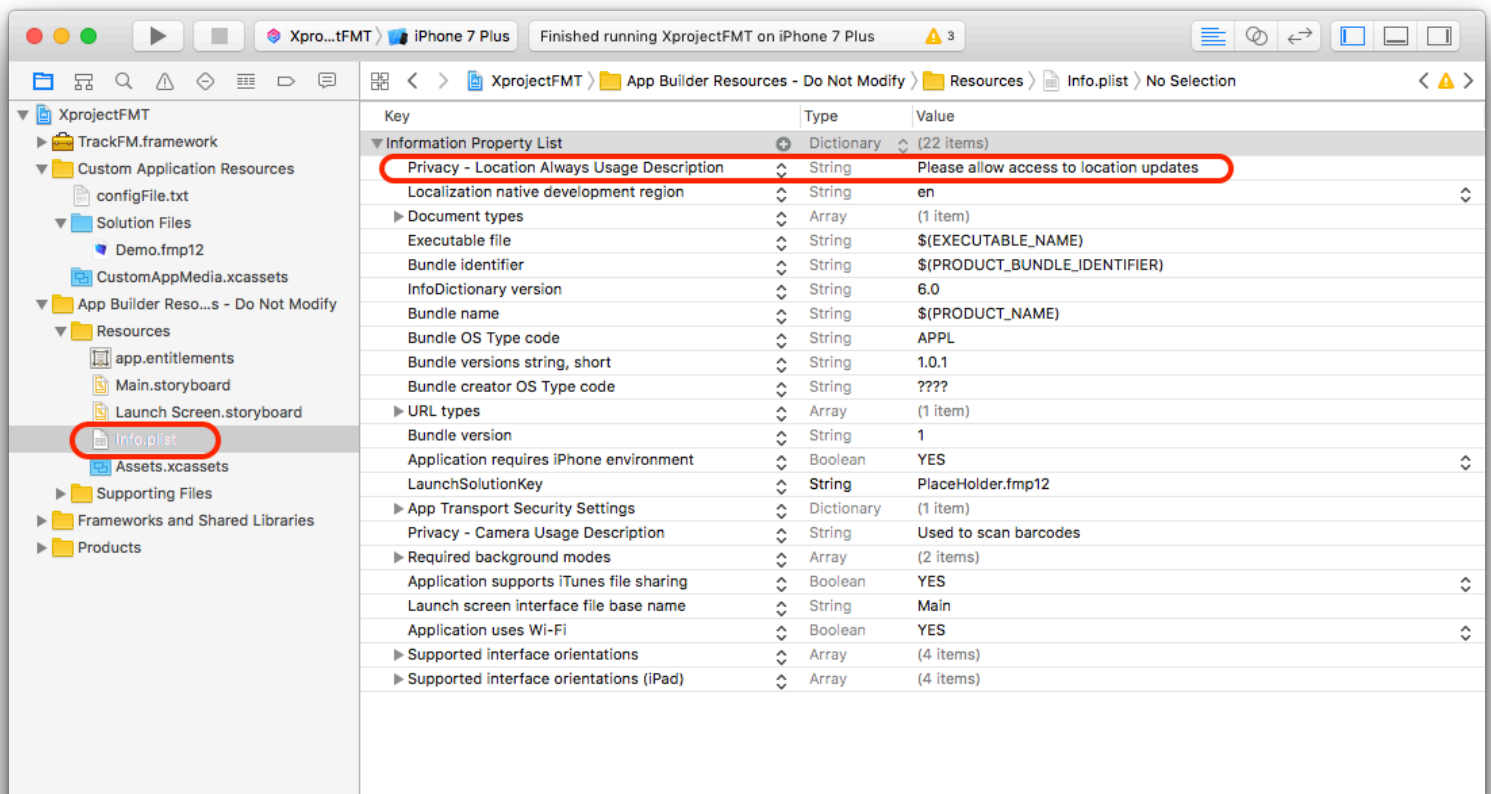 Xpro...tFMT iPhone 7 Plus Finished running XprojectFMT on iPhone 7 Plus 3
XprojectFMT App Builder Resources - Do Not Modify Resources Info.plist No Selection
XprojectFMT
TrackFM.framework
Custom Application Resources
configFile.txt
Solution Files
Demo.fmp12
CustomAppMedia.xcassets
App Builder Reso...s - Do Not Modify
Resources
app.entitlements
Main.storyboard
Launch Screen.storyboard
Info.plist
Assets.xcassets
Supporting Files
Frameworks and Shared Libraries
Products
Key Type Value
Information Property List Dictionary (22 items)
Privacy - Location Always Usage Description String Please allow access to location updates
Localization native development region String en
Document types Array (1 item)
Executable file String $(EXECUTABLE_NAME)
Bundle identifier String $(PRODUCT_BUNDLE_IDENTIFIER)
InfoDictionary version String 6.0
Bundle name String $(PRODUCT_NAME)
Bundle OS Type code String APPL
Bundle versions string, short String 1.0.1
Bundle creator OS Type code String ????
URL types Array (1 item)
Bundle version String 1
Application requires iPhone environment Boolean YES
LaunchSolutionKey String PlaceHolder.fmp12
App Transport Security Settings Dictionary (1 item)
Privacy - Camera Usage Description String Used to scan barcodes
Required background modes Array (2 items)
Application supports iTunes file sharing Boolean YES
Launch screen interface file base name String Main
Application uses Wi-Fi Boolean YES
Supported interface orientations Array (4 items)
Supported interface orientations (iPad) Array (4 items)